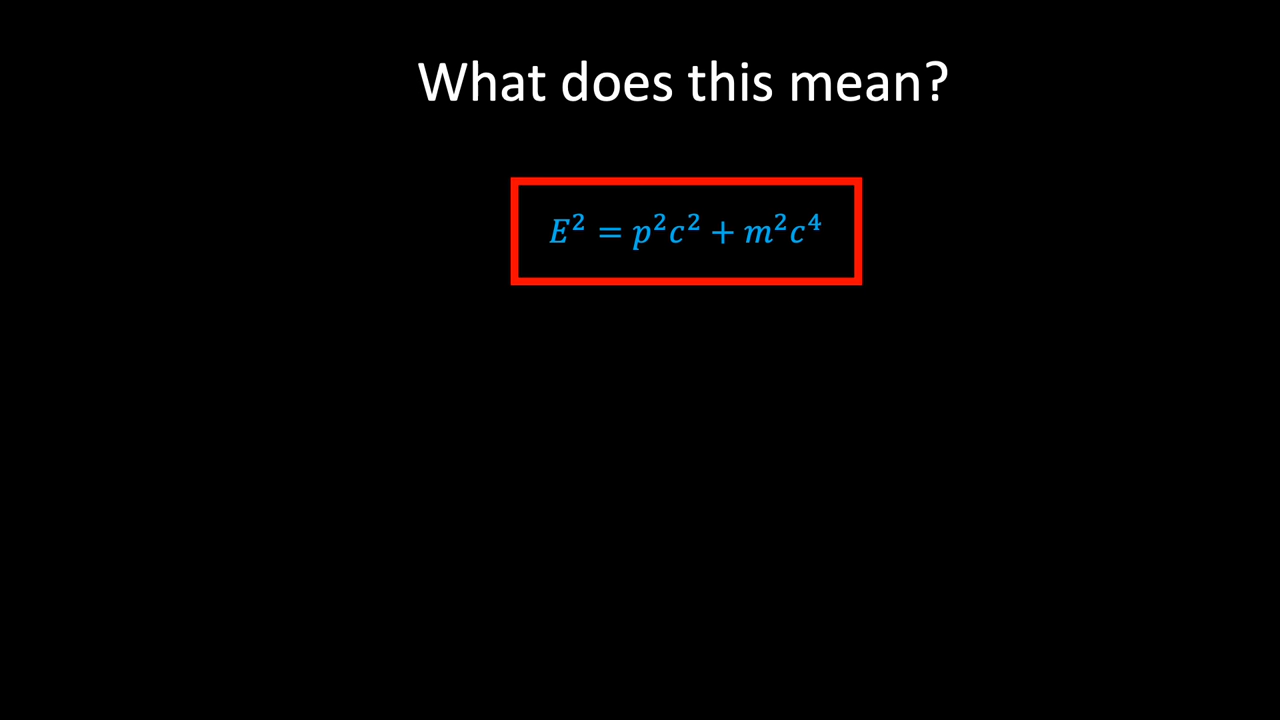 What does this mean?
E² = p²c² + m²c⁴